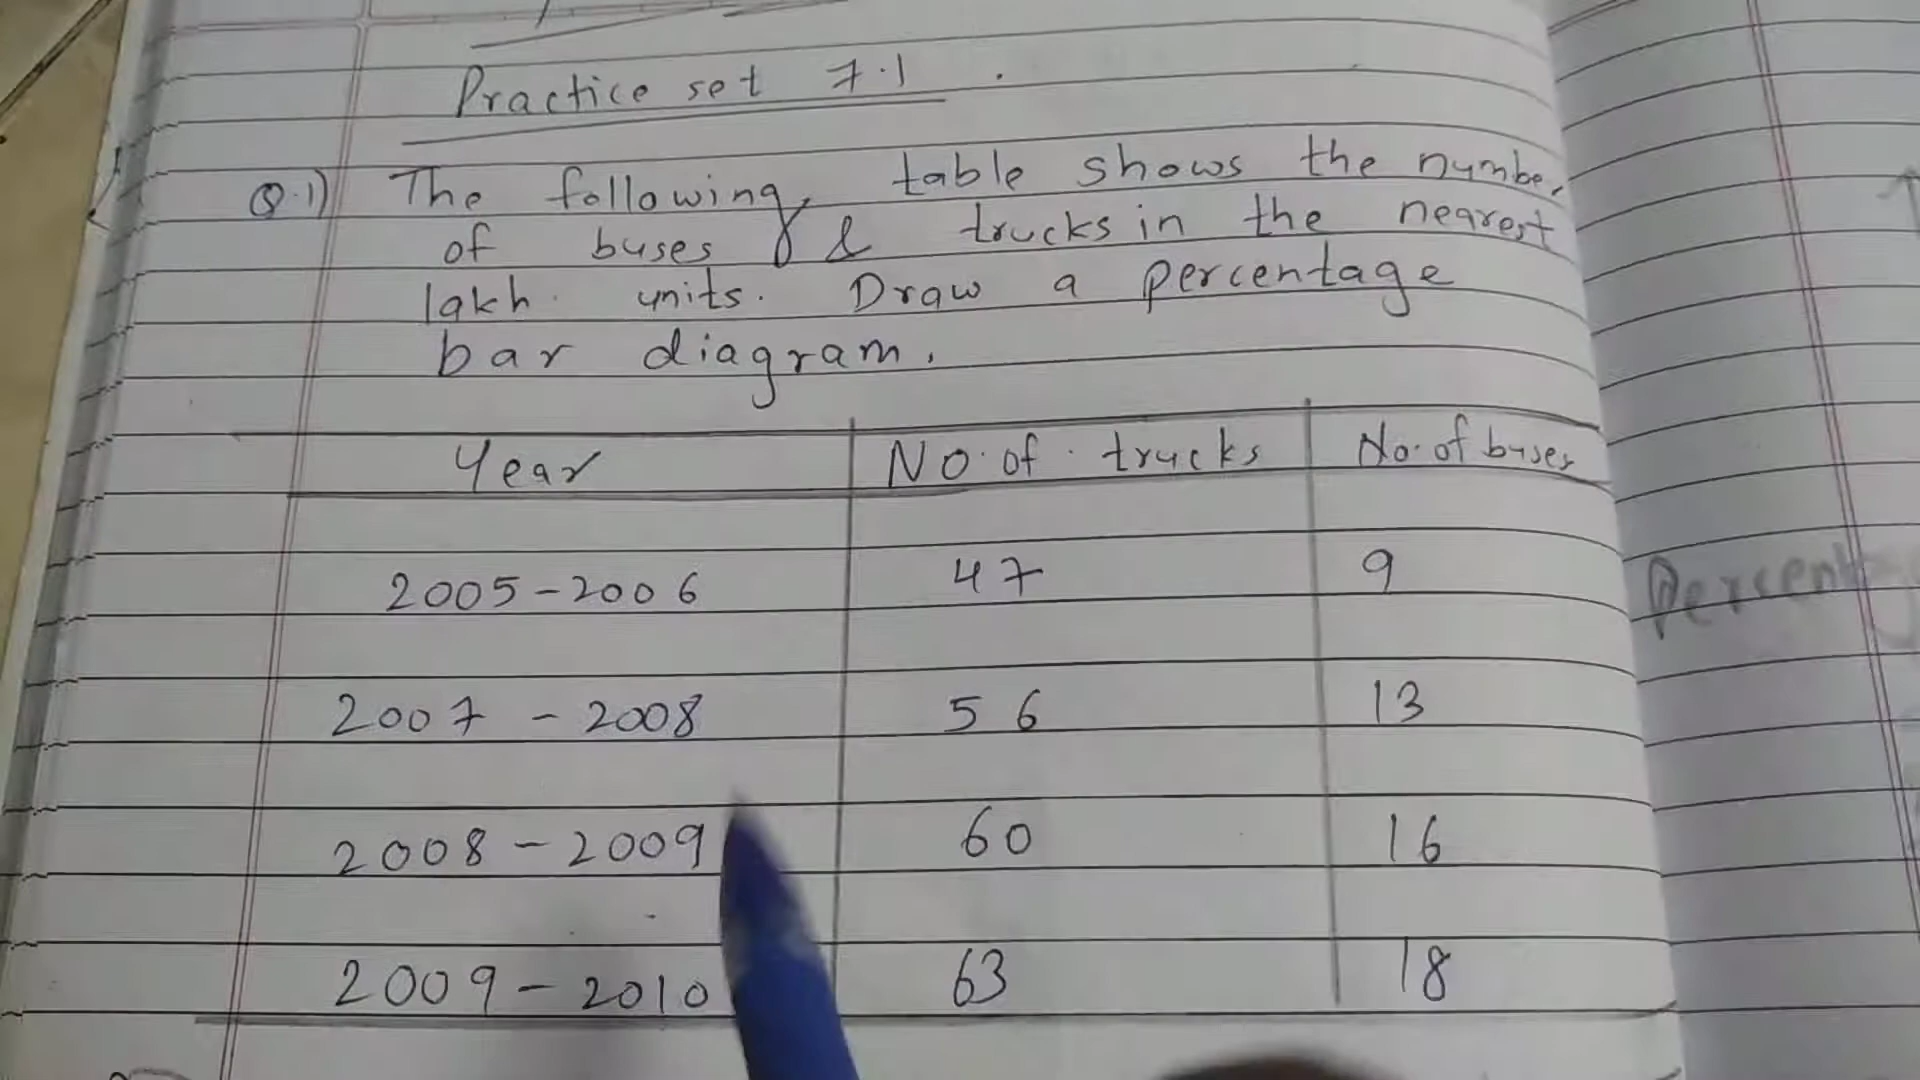 Practice set 7.1
Q.1) The following table shows the number
of buses & trucks in the nearest
lakh units. Draw a percentage
bar diagram.
Year No. of trucks No. of buses
2005-2006 47 9
2007 - 2008 56 13
2008 - 2009 60 16
2009 - 2010 63 18